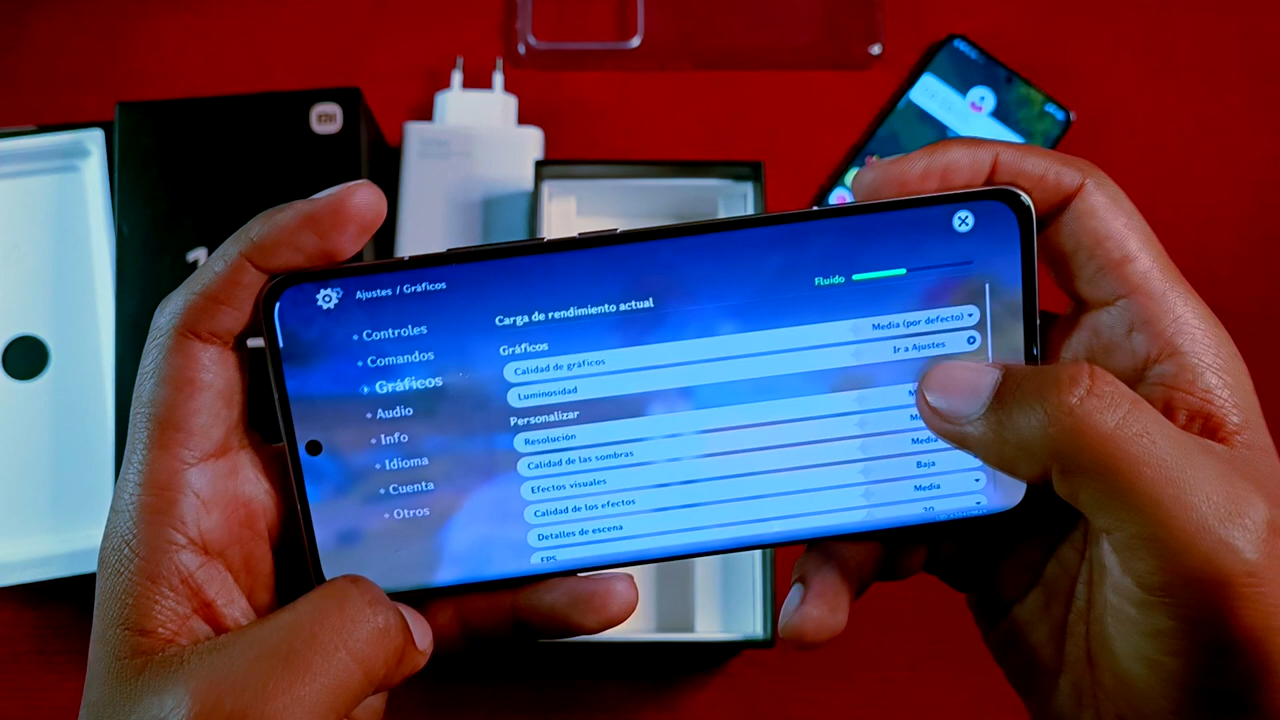 Ajustes / Gráficos
Controles
Comandos
Gráficos
Audio
Info
Idioma
Cuenta
Otros
Fluido
Carga de rendimiento actual
Gráficos
Calidad de gráficos Media (por defecto)
Luminosidad Ir a Ajustes
Personalizar
Resolución
Calidad de las sombras
Efectos visuales Media
Calidad de los efectos Baja
Detalles de escena Media
FPS 30